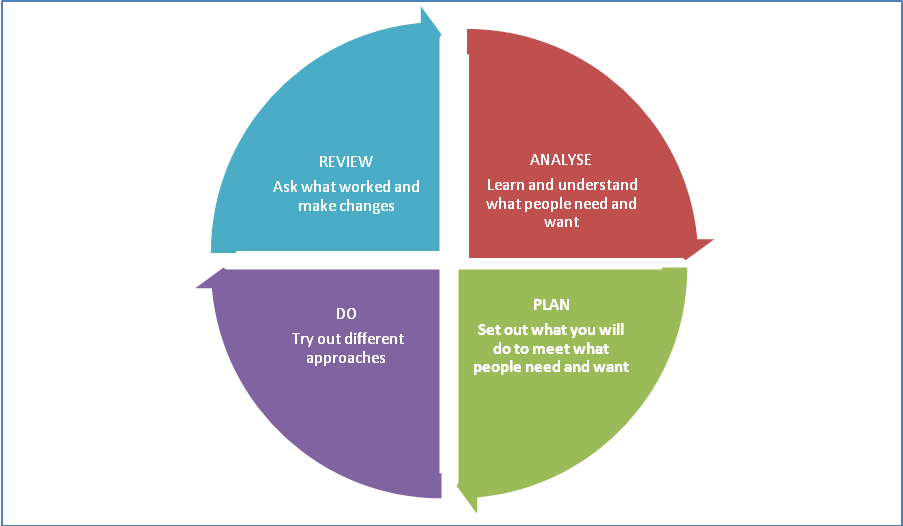 REVIEW
Ask what worked and
make changes
ANALYSE
Learn and understand
what people need and
want
DO
Try out different
approaches
PLAN
Set out what you will
do to meet what
people need and want